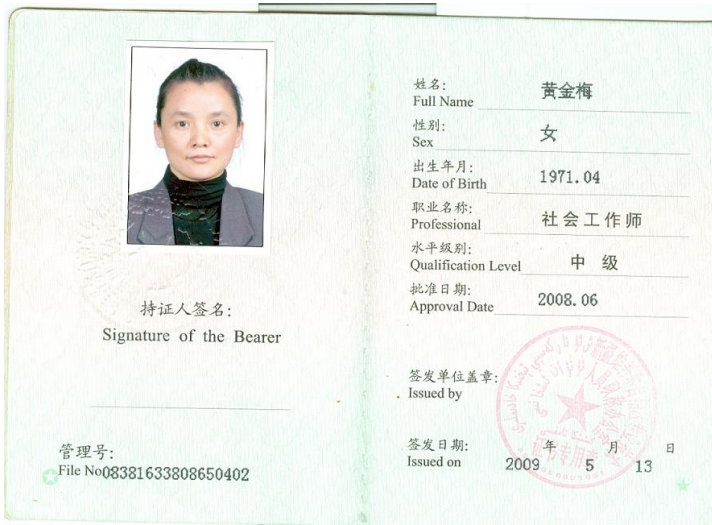 持证人签名:
Signature of the Bearer
管理号:
File No08381633808650402
姓名: 黄金梅
Full Name
性别: 女
Sex
出生年月: 1971.04
Date of Birth
职业名称: 社会工作师
Professional
水平级别: 中 级
Qualification Level
批准日期: 2008.06
Approval Date
签发单位盖章:
Issued by
签发日期: 2009 年 5 月 13 日
Issued on